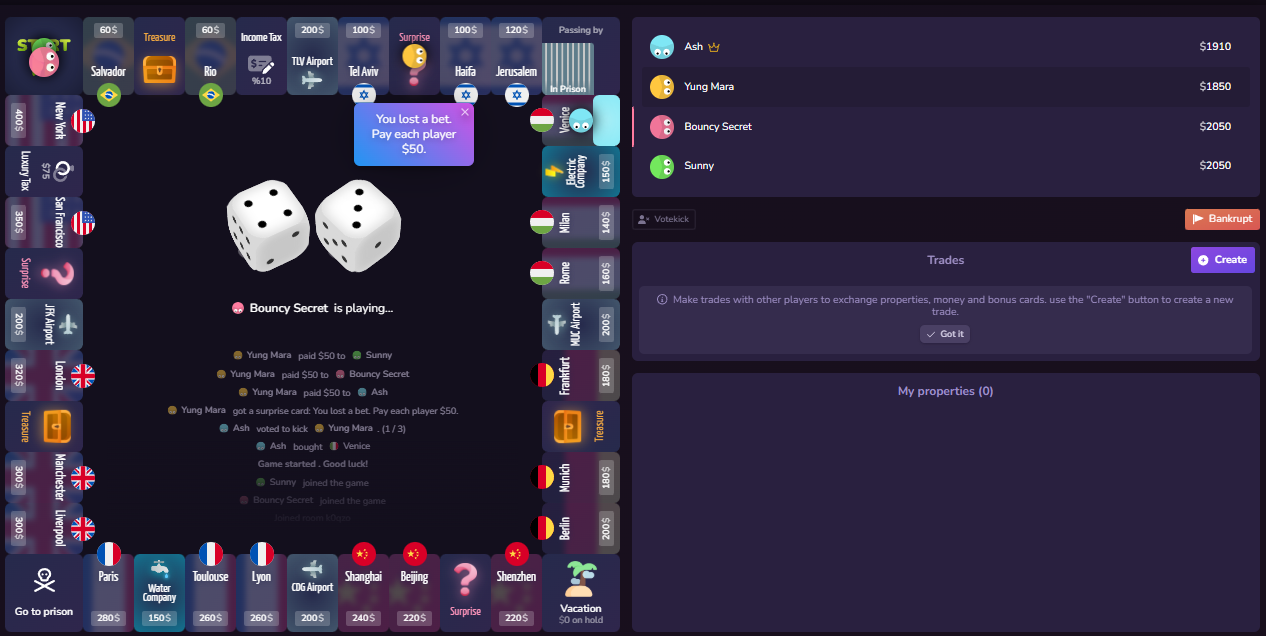 START
60$
Salvador
Treasure
60$
Rio
Income Tax
%10
200$
TLV Airport
100$
Tel Aviv
Surprise
100$
Haifa
120$
Jerusalem
Passing by
In Prison
Venice
Electric Company
150$
Milan
140$
Rome
160$
MUC Airport
200$
Frankfurt
180$
Treasure
Munich
180$
Berlin
200$
Vacation
$0 on hold
Shenzhen
220$
Surprise
Beijing
220$
Shanghai
240$
CDG Airport
200$
Lyon
260$
Toulouse
260$
Water Company
150$
Paris
280$
Go to prison
Liverpool
300$
Manchester
300$
Treasure
London
320$
JFK Airport
200$
Surprise
San Francisco
350$
Luxury Tax
$75
New York
400$
You lost a bet.
Pay each player
$50.
Bouncy Secret is playing...
Yung Mara paid $50 to Sunny
Yung Mara paid $50 to Bouncy Secret
Yung Mara paid $50 to Ash
Yung Mara got a surprise card: You lost a bet. Pay each player $50.
Ash voted to kick Yung Mara . (1 / 3)
Ash bought Venice
Game started . Good luck!
Sunny joined the game
Bouncy Secret joined the game
Ash $1910
Yung Mara $1850
Bouncy Secret $2050
Sunny $2050
Votekick
Bankrupt
Trades
Create
Make trades with other players to exchange properties, money and bonus cards. use the "Create" button to create a new
trade.
Got it
My properties (0)